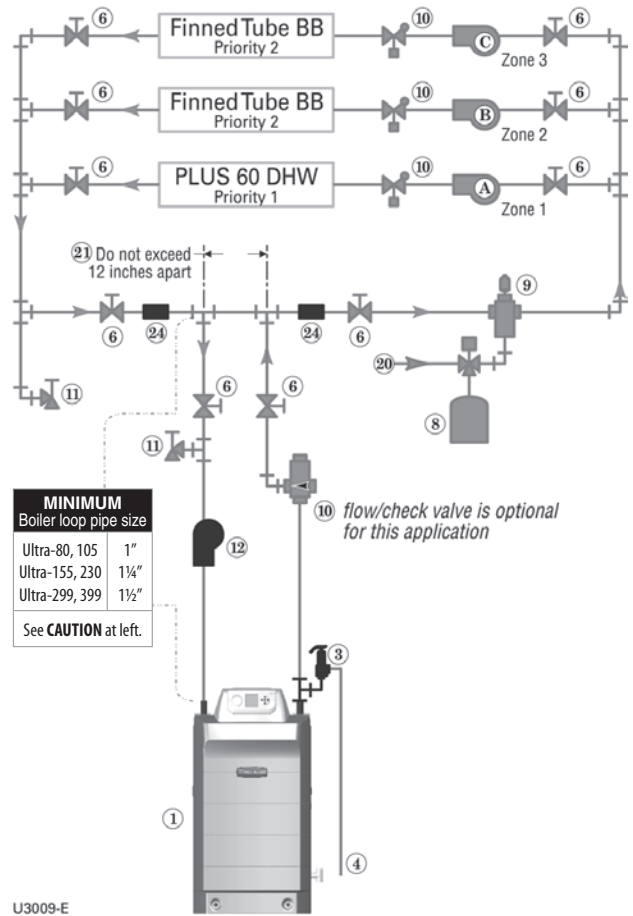 6
Finned Tube BB
Priority 2
10
C
6
Zone 3
6
Finned Tube BB
Priority 2
10
B
6
Zone 2
6
PLUS 60 DHW
Priority 1
10
A
6
Zone 1
21 Do not exceed
12 inches apart
9
6
24
24
6
20
11
6
6
8
11
MINIMUM
Boiler loop pipe size
Ultra-80, 105 1"
Ultra-155, 230 1¼"
Ultra-299, 399 1½"
See CAUTION at left.
10 flow/check valve is optional
for this application
12
3
1
4
U3009-E